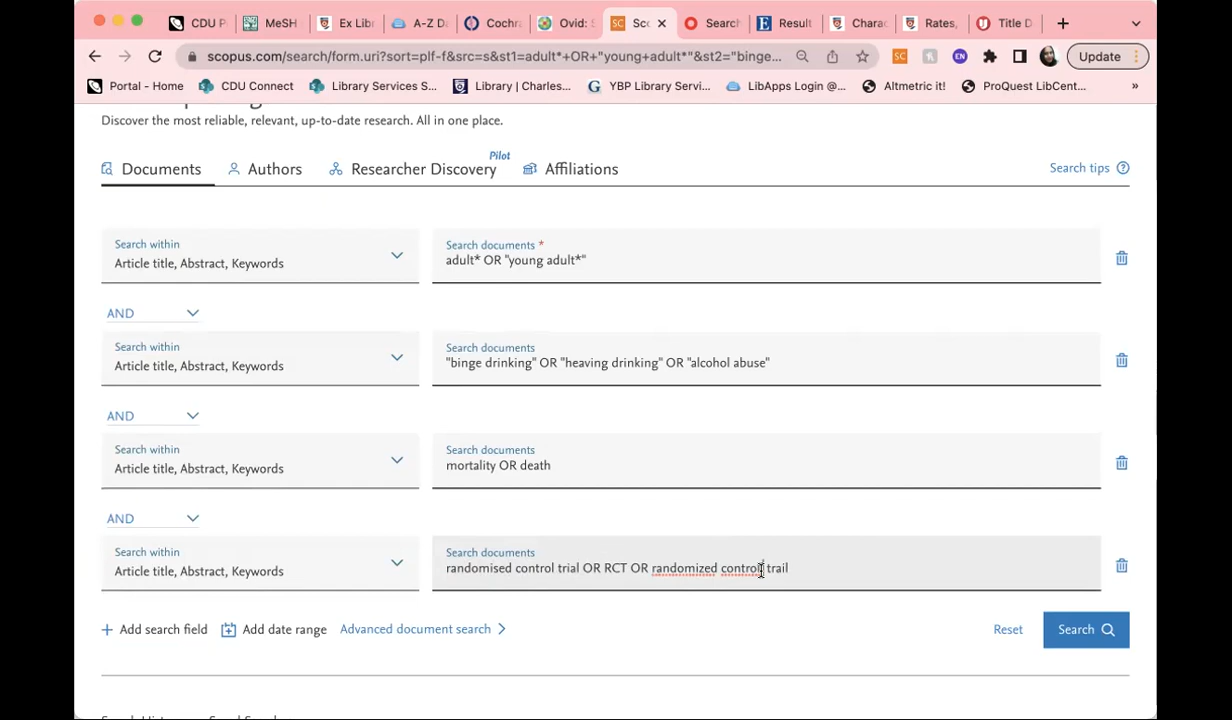 CDU P
MeSH
Ex Libr
A-Z D
Cochra
Ovid: S
Sco
Search
Result
Charac
Rates,
Title D
scopus.com/search/form.uri?sort=plf-f&src=s&st1=adult*+OR+"young+adult*"&st2="binge...
Update
Portal - Home
CDU Connect
Library Services S...
Library | Charles...
YBP Library Servi...
LibApps Login @...
Altmetric it!
ProQuest LibCent...
»
Discover the most reliable, relevant, up-to-date research. All in one place.
Documents
Authors
Researcher Discovery
Pilot
Affiliations
Search tips
Search within
Article title, Abstract, Keywords
Search documents *
adult* OR "young adult*"
AND
Search within
Article title, Abstract, Keywords
Search documents
"binge drinking" OR "heaving drinking" OR "alcohol abuse"
AND
Search within
Article title, Abstract, Keywords
Search documents
mortality OR death
AND
Search within
Article title, Abstract, Keywords
Search documents
randomised control trial OR RCT OR randomized control trail
+ Add search field
Add date range
Advanced document search
Reset
Search